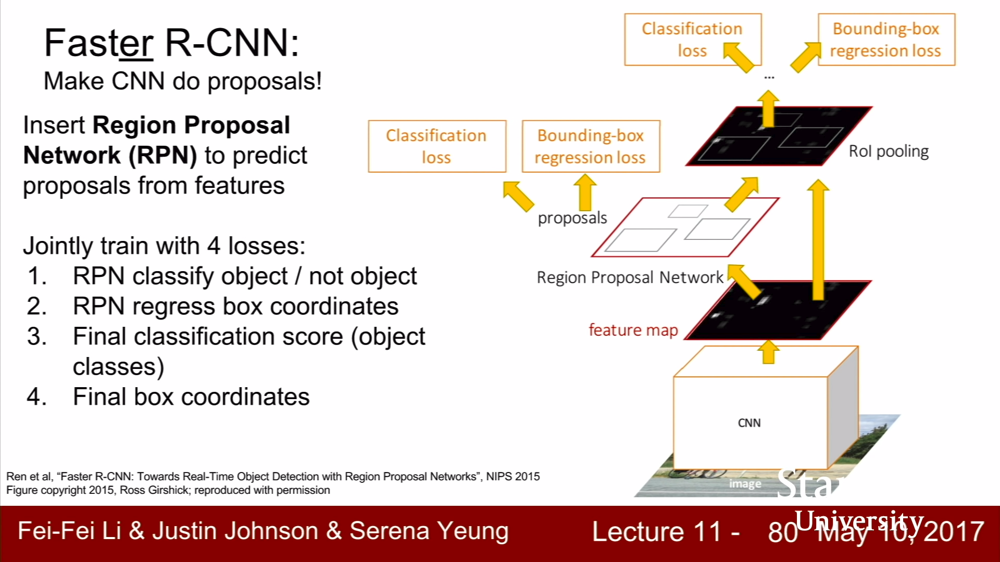 Faster R-CNN:
Make CNN do proposals!
Insert Region Proposal
Network (RPN) to predict
proposals from features
Jointly train with 4 losses:
1. RPN classify object / not object
2. RPN regress box coordinates
3. Final classification score (object
classes)
4. Final box coordinates
Classification
loss
Bounding-box
regression loss
...
Classification
loss
Bounding-box
regression loss
RoI pooling
proposals
Region Proposal Network
feature map
CNN
image
Ren et al, “Faster R-CNN: Towards Real-Time Object Detection with Region Proposal Networks”, NIPS 2015
Figure copyright 2015, Ross Girshick; reproduced with permission
Fei-Fei Li & Justin Johnson & Serena Yeung
Lecture 11 - 80
May 10, 2017
University